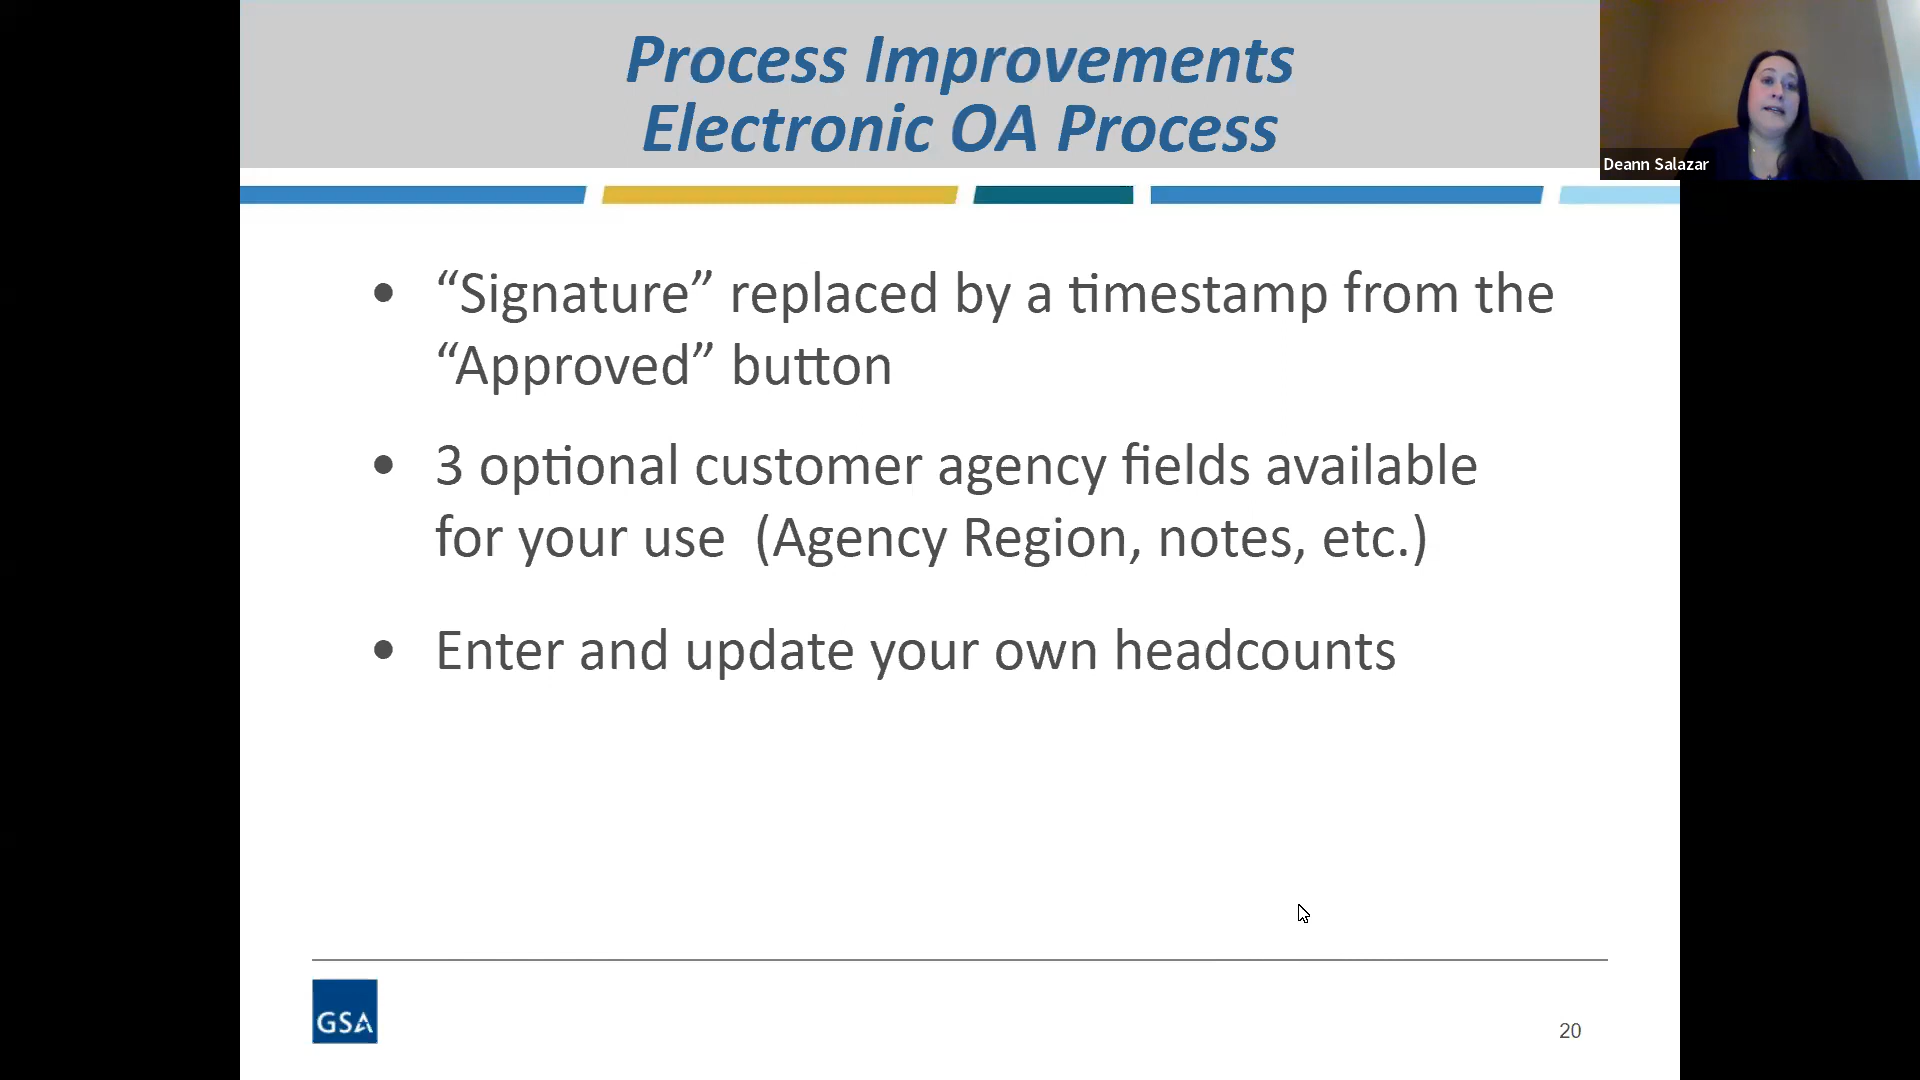 Process Improvements
Electronic OA Process
Deann Salazar
• “Signature” replaced by a timestamp from the
“Approved” button
• 3 optional customer agency fields available
for your use  (Agency Region, notes, etc.)
• Enter and update your own headcounts
GSA
20